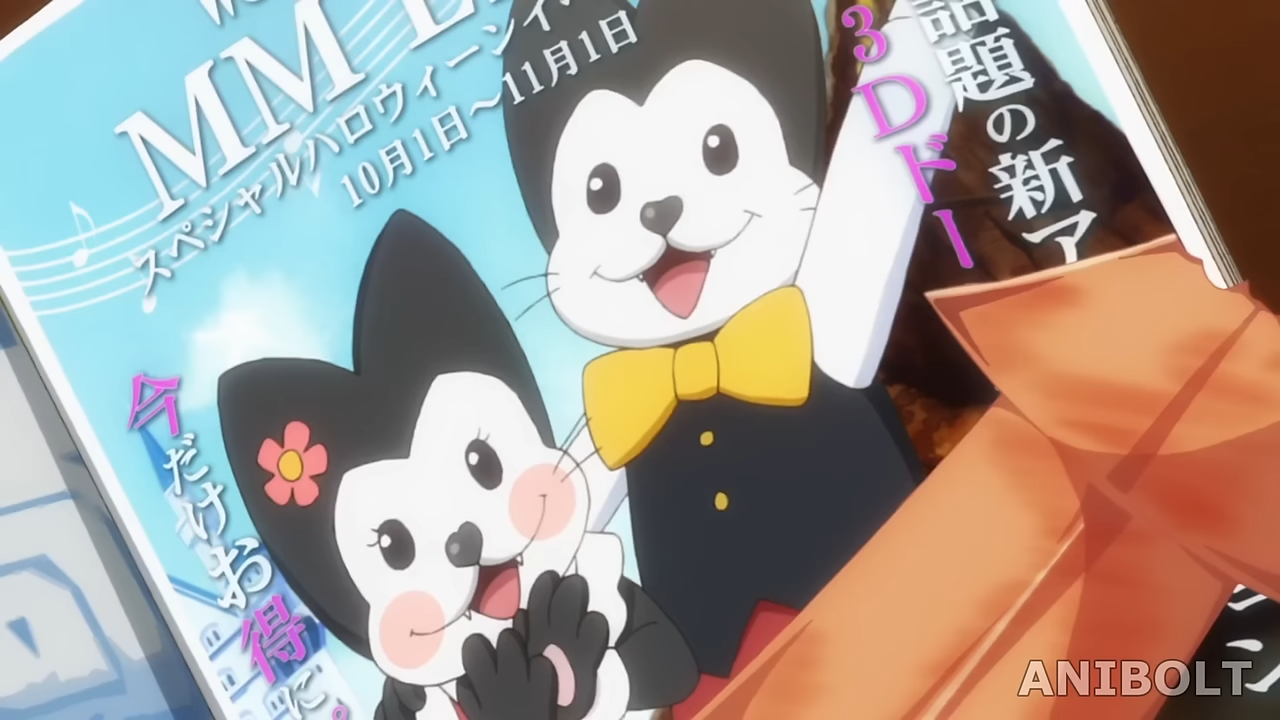 MM L
スペシャルハロウィーンイ
10月1日～11月1日
話題の新ア
3Dドー
今だけお得に。
ン
ANIBOLT